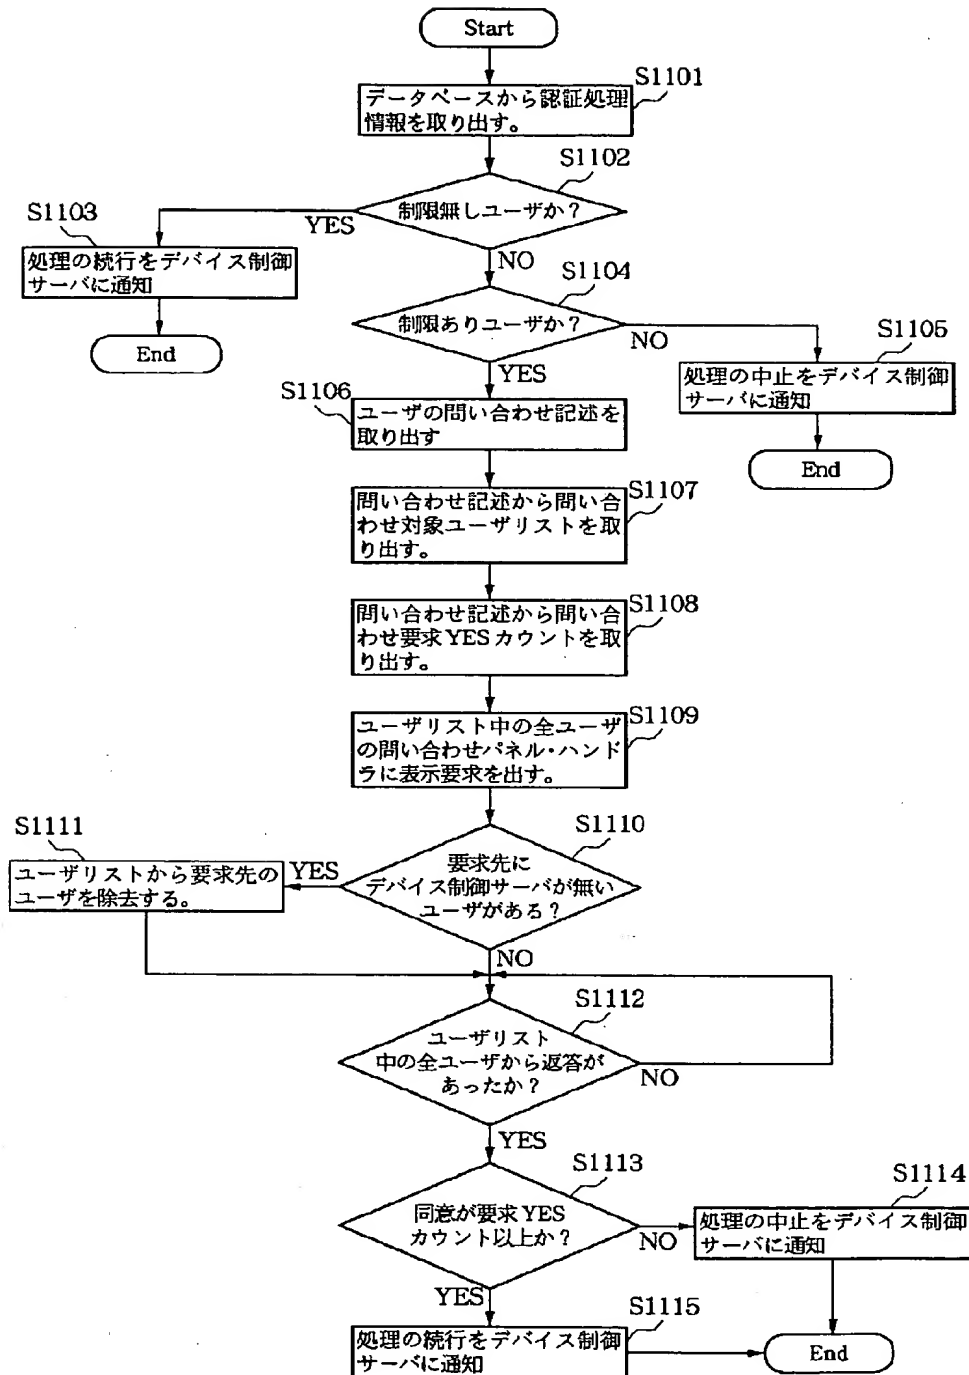 Start
S1101
データベースから認証処理
情報を取り出す。
S1102
制限無しユーザか？
YES
NO
S1103
処理の続行をデバイス制御
サーバに通知
End
S1104
制限ありユーザか？
NO
YES
S1105
処理の中止をデバイス制御
サーバに通知
End
S1106
ユーザの問い合わせ記述を
取り出す
S1107
問い合わせ記述から問い合
わせ対象ユーザリストを取
り出す。
S1108
問い合わせ記述から問い合
わせ要求YESカウントを取
り出す。
S1109
ユーザリスト中の全ユーザ
の問い合わせパネル・ハンド
ラに表示要求を出す。
S1110
要求先に
デバイス制御サーバが無い
ユーザがある？
YES
NO
S1111
ユーザリストから要求先の
ユーザを除去する。
S1112
ユーザリスト
中の全ユーザから返答が
あったか？
NO
YES
S1113
同意が要求YES
カウント以上か？
NO
YES
S1114
処理の中止をデバイス制御
サーバに通知
S1115
処理の続行をデバイス制御
サーバに通知
End